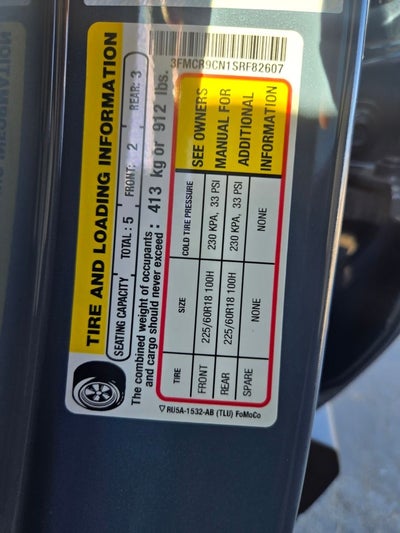 TIRE AND LOADING INFORMATION
SEATING CAPACITY TOTAL : 5 FRONT: 2 REAR: 3
The combined weight of occupants
and cargo should never exceed : 413 kg or 912 lbs.
TIRE SIZE COLD TIRE PRESSURE SEE OWNERS
FRONT 225/60R18 100H 230 KPA, 33 PSI MANUAL FOR
REAR 225/60R18 100H 230 KPA, 33 PSI ADDITIONAL
SPARE NONE NONE INFORMATION
RU5A-1532-AB (TLU) FoMoCo
3FMCR9CN1SRF82607